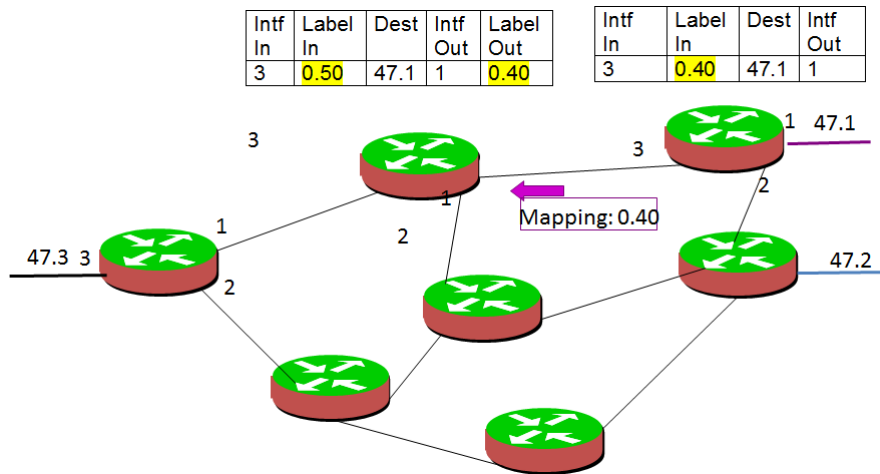 Intf In Label In Dest Intf Out Label Out
3 0.50 47.1 1 0.40
Intf In Label In Dest Intf Out
3 0.40 47.1 1
1 47.1
3
3
2
1
Mapping: 0.40
1
2
47.3 3
47.2
2